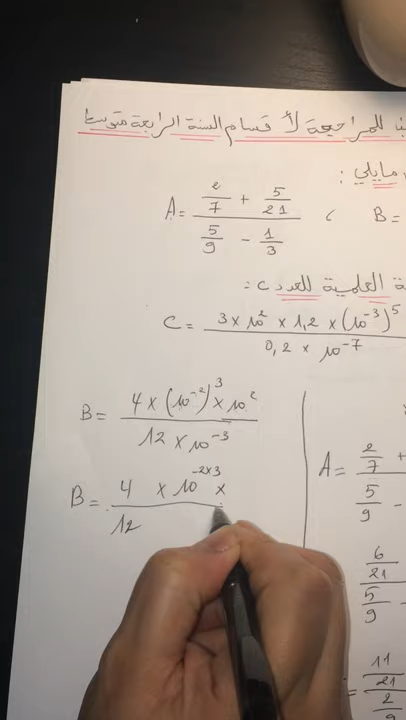 للمراجعة لأقسام السنة الرابعة متوسط
مايلي :
A = (2/7 + 5/21) / (5/9 - 1/3) ، B =
العلمية للعدد C :
C = 3 × 10² × 1,2 × (10⁻³)⁵ / 0,2 × 10⁻⁷
B = 4 × (10⁻²)³ × 10² / 12 × 10⁻³
B = 4 × 10⁻²ˣ³ × / 12
A = 2/7 + / 5/9 -
6/21 / 5/9
= 11/21 / 2/9